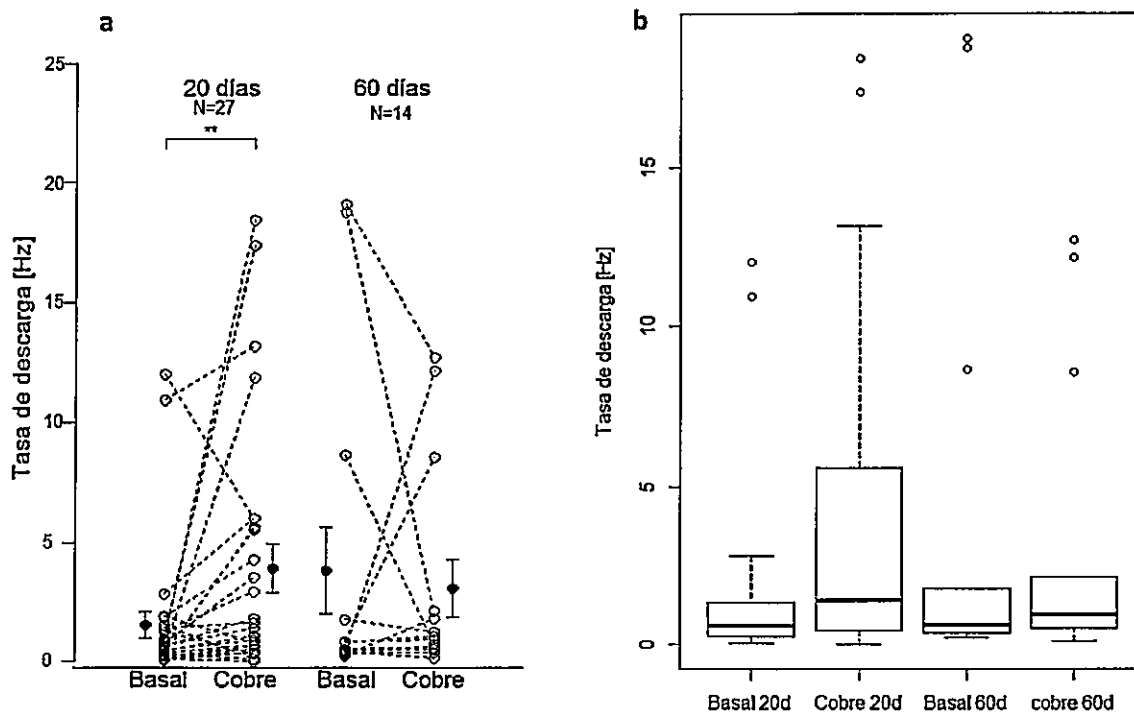 a
25
20
15
10
5
0
Tasa de descarga [Hz]
20 días
N=27
**
60 días
N=14
Basal
Cobre
Basal
Cobre
b
15
10
5
0
Tasa de descarga [Hz]
Basal 20d
Cobre 20d
Basal 60d
cobre 60d